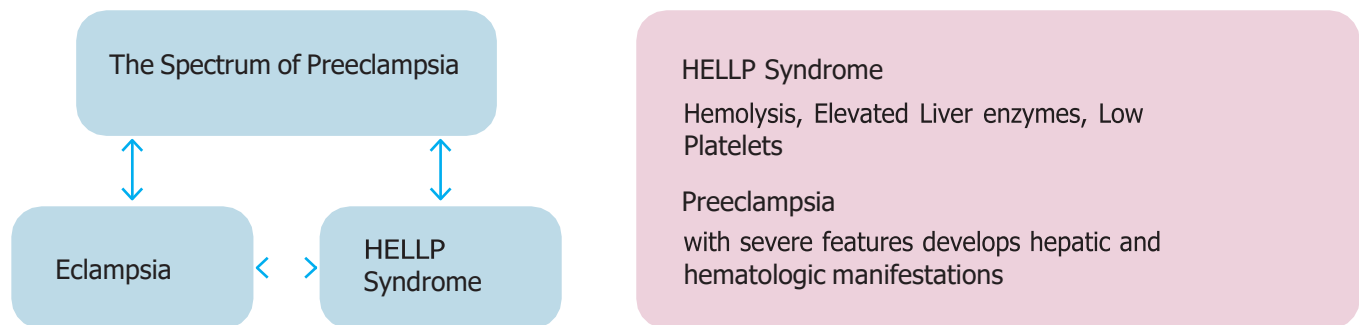 The Spectrum of Preeclampsia
Eclampsia
HELLP
Syndrome
HELLP Syndrome
Hemolysis, Elevated Liver enzymes, Low
Platelets
Preeclampsia
with severe features develops hepatic and
hematologic manifestations